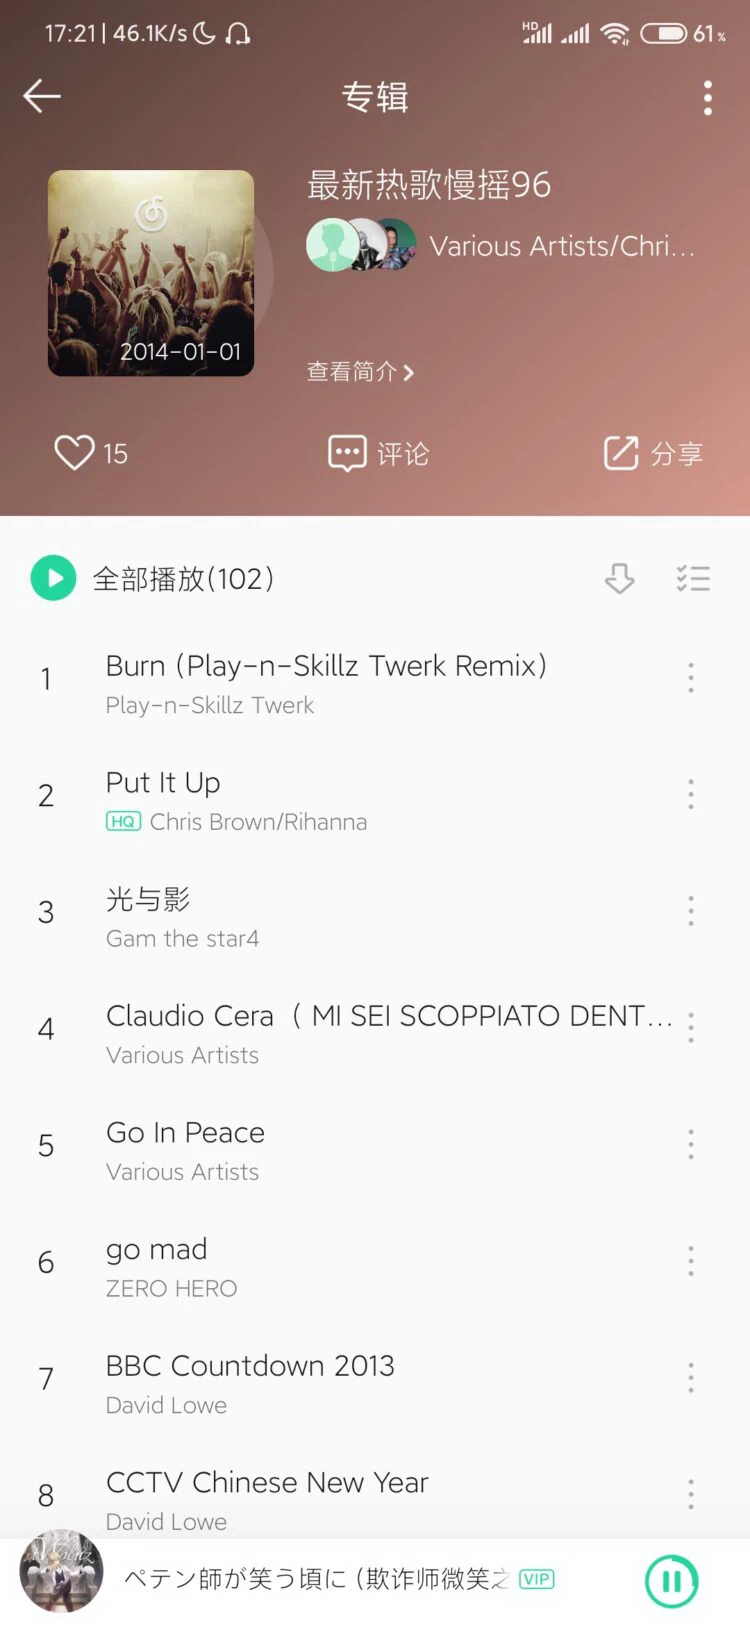 17:21 | 46.1K/s HD 61%
专辑
最新热歌慢摇96
Various Artists/Chri...
2014-01-01
查看简介
15 评论 分享
全部播放(102)
1 Burn (Play-n-Skillz Twerk Remix)
Play-n-Skillz Twerk
2 Put It Up
HQ Chris Brown/Rihanna
3 光与影
Gam the star4
4 Claudio Cera ( MI SEI SCOPPIATO DENT...
Various Artists
5 Go In Peace
Various Artists
6 go mad
ZERO HERO
7 BBC Countdown 2013
David Lowe
8 CCTV Chinese New Year
David Lowe
ペテン師が笑う頃に (欺诈师微笑之 VIP